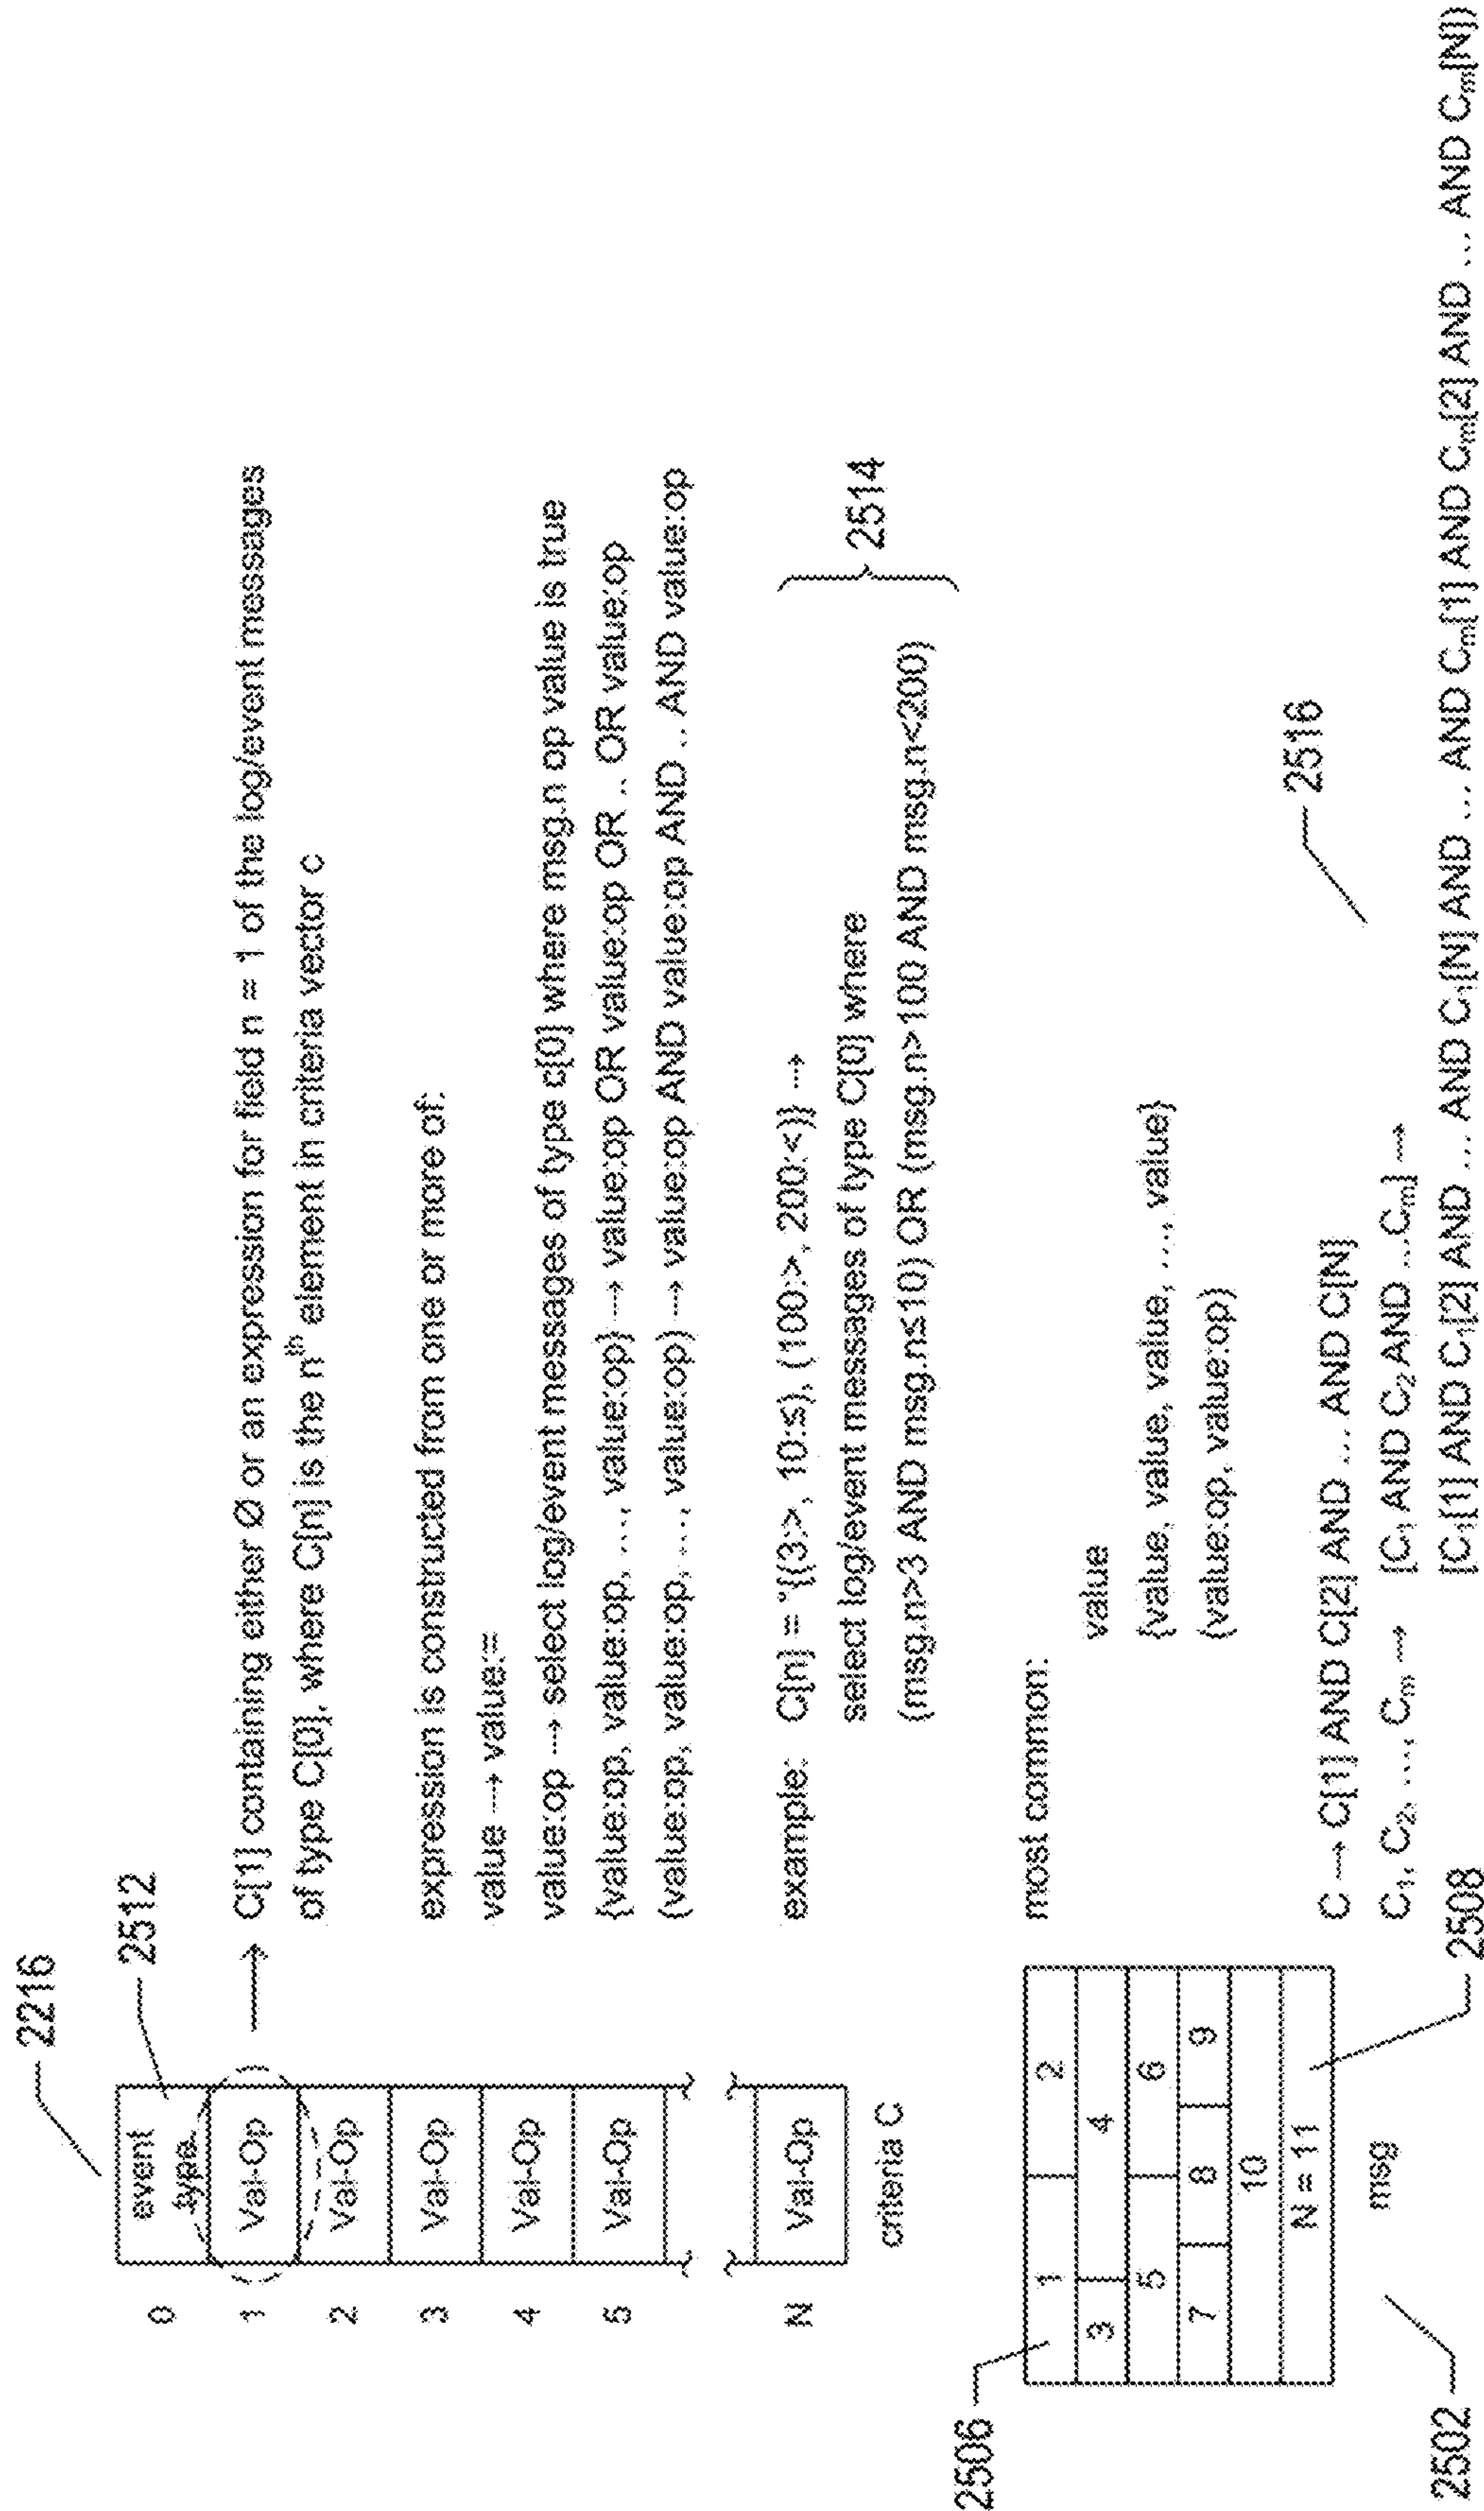 2216
2512
0
event
type
1
Val-Op
2
Val-Op
3
Val-Op
4
Val-Op
5
Val-Op
N
Val-Op
criteria C
C[1] containing either Ø or an expression for field n = 1 of the log/event messages
of type C[0], where C[n] is the nth element in criteria vector c
expression is constructed from one or more of:
value → value:=
value:op → select log/event messages of type c[0] where msg.n op value is true
{value:op, value:op, ..., value:op} → value:op OR value:op OR .. OR value:op
(value:op, value:op, ..., value:op) → value:op AND value:op AND .. AND value:op
example: C[n] = "{(3:>, 10:≤), (100:>, 200:<)} →
select log/event messages of type C[0] where
(msg.n>3 AND msg.n≤10) OR (msg.n>100 AND msg.n<200)
2514
most common:
value
{value, value, value, ..., value}
(value:op, value:op)
2516
C → C[1] AND C[2] AND ... AND C[N]
C1, C2, ..., Cm → [C1 AND C2 AND ...Cm] →
[C1[1] AND C1[2] AND ... AND C1[N] AND ... AND Cm[1] AND Cm[2] AND ... AND Cm[N])
2506
1 2
3 4
5 6
7 8 9
10
N = 11
msg
2502
2508